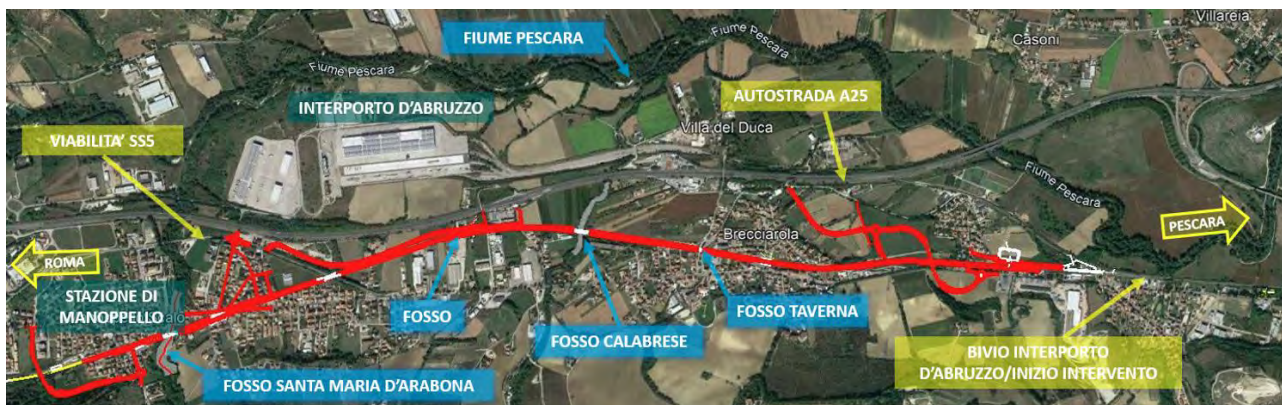 Villareia
FIUME PESCARA
Fiume Pescara
Casoni
Fiume Pescara
INTERPORTO D'ABRUZZO
AUTOSTRADA A25
VIABILITA' SS5
Villa del Duca
Fiume Pescara
PESCARA
Brecciarola
ROMA
STAZIONE DI
MANOPPELLO
FOSSO
FOSSO TAVERNA
FOSSO CALABRESE
BIVIO INTERPORTO
D'ABRUZZO/INIZIO INTERVENTO
FOSSO SANTA MARIA D'ARABONA